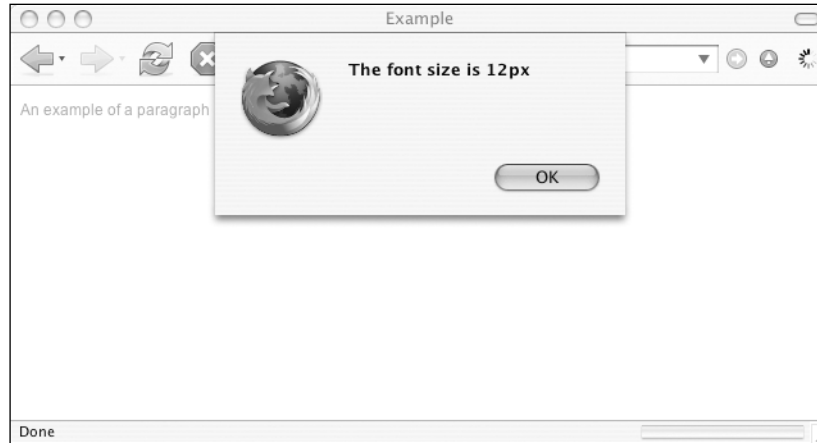 Example
The font size is 12px
An example of a paragraph
OK
Done